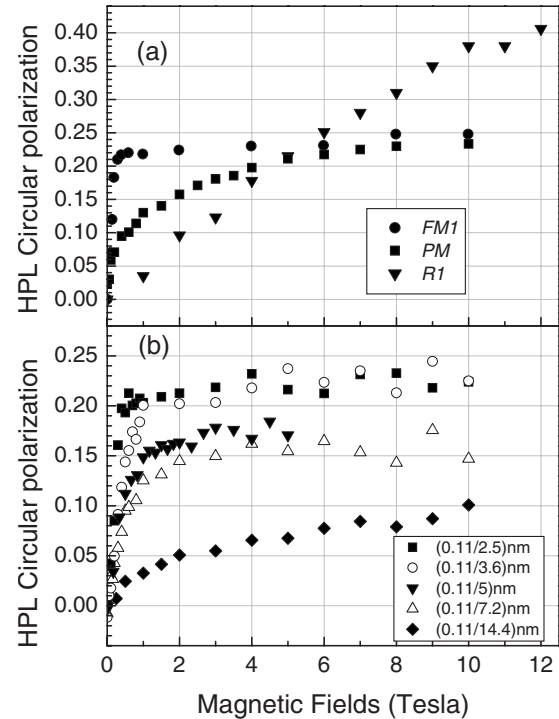 (a)
HPL Circular polarization
0.40
0.35
0.30
0.25
0.20
0.15
0.10
0.05
0.00
FM1
PM
R1
(b)
HPL Circular polarization
0.25
0.20
0.15
0.10
0.05
0.00
(0.11/2.5)nm
(0.11/3.6)nm
(0.11/5)nm
(0.11/7.2)nm
(0.11/14.4)nm
0 2 4 6 8 10 12
Magnetic Fields (Tesla)